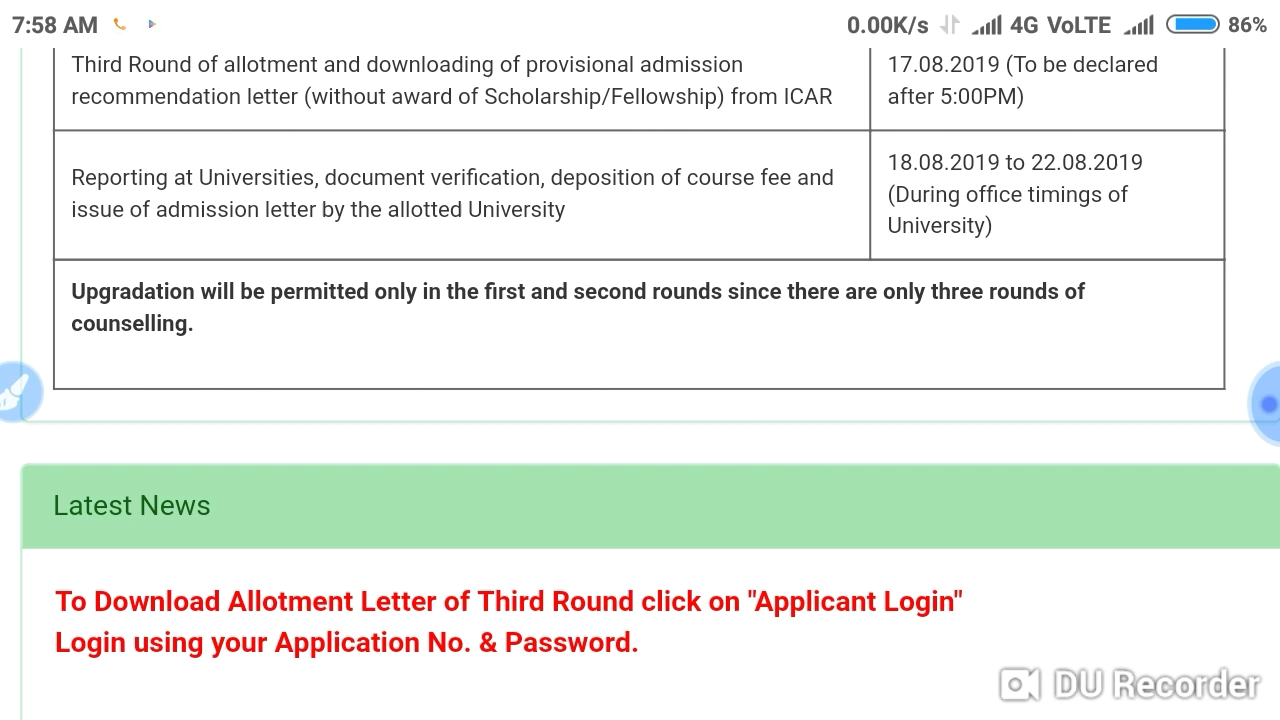 7:58 AM 0.00K/s 4G VoLTE 86%
Third Round of allotment and downloading of provisional admission
recommendation letter (without award of Scholarship/Fellowship) from ICAR
17.08.2019 (To be declared
after 5:00PM)
Reporting at Universities, document verification, deposition of course fee and
issue of admission letter by the allotted University
18.08.2019 to 22.08.2019
(During office timings of
University)
Upgradation will be permitted only in the first and second rounds since there are only three rounds of
counselling.
Latest News
To Download Allotment Letter of Third Round click on "Applicant Login"
Login using your Application No. & Password.
DU Recorder